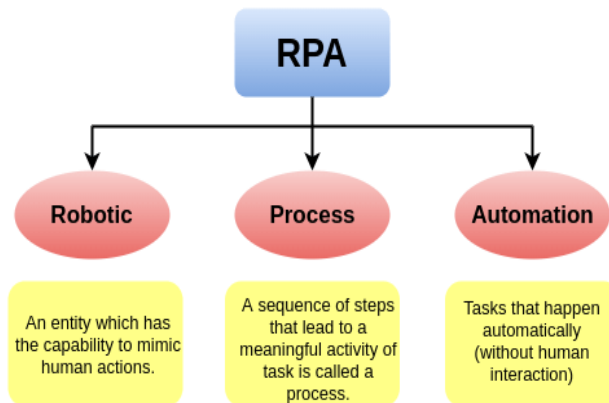 RPA
Robotic
Process
Automation
An entity which has
the capability to mimic
human actions.
A sequence of steps
that lead to a
meaningful activity of
task is called a
process.
Tasks that happen
automatically
(without human
interaction)